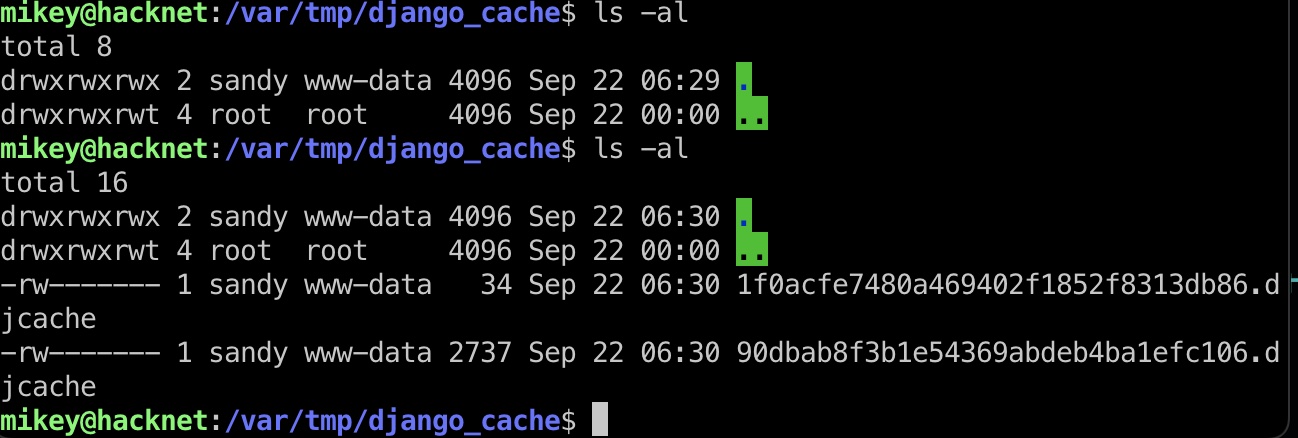 mikey@hacknet:/var/tmp/django_cache$ ls -al
total 8
drwxrwxrwx 2 sandy www-data 4096 Sep 22 06:29 .
drwxrwxrwt 4 root  root     4096 Sep 22 00:00 ..
mikey@hacknet:/var/tmp/django_cache$ ls -al
total 16
drwxrwxrwx 2 sandy www-data 4096 Sep 22 06:30 .
drwxrwxrwt 4 root  root     4096 Sep 22 00:00 ..
-rw------- 1 sandy www-data   34 Sep 22 06:30 1f0acfe7480a469402f1852f8313db86.d
jcache
-rw------- 1 sandy www-data 2737 Sep 22 06:30 90dbab8f3b1e54369abdeb4ba1efc106.d
jcache
mikey@hacknet:/var/tmp/django_cache$